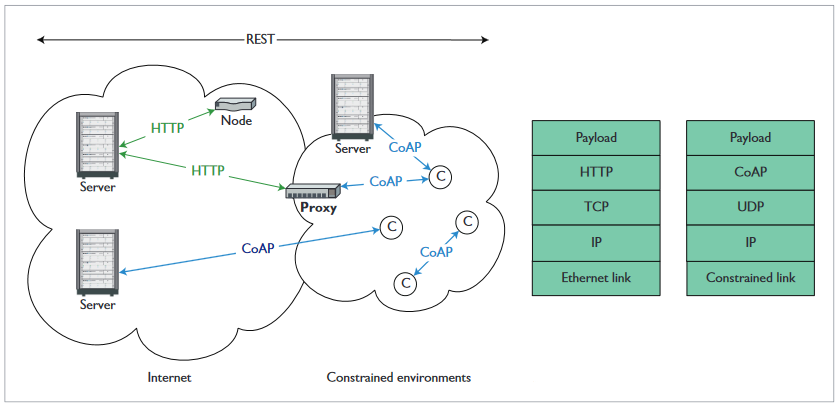 REST
HTTP
Node
Server
HTTP
Server
CoAP
CoAP
C
Proxy
C
C
CoAP
CoAP
C
Server
Internet
Constrained environments
Payload
HTTP
TCP
IP
Ethernet link
Payload
CoAP
UDP
IP
Constrained link